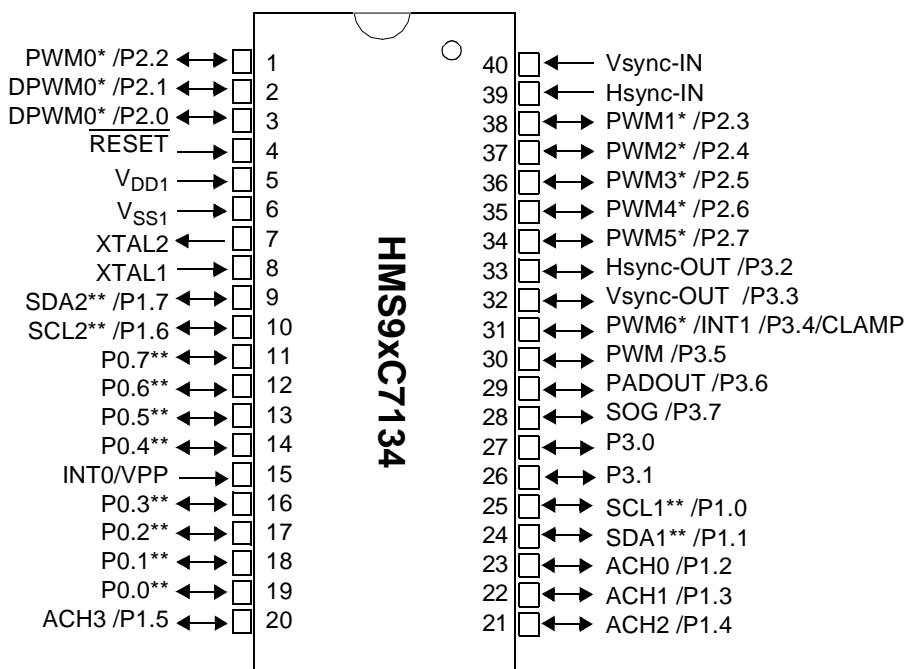 PWM0* /P2.2 1
DPWM0* /P2.1 2
DPWM0* /P2.0 3
RESET 4
VDD1 5
VSS1 6
XTAL2 7
XTAL1 8
SDA2** /P1.7 9
SCL2** /P1.6 10
P0.7** 11
P0.6** 12
P0.5** 13
P0.4** 14
INT0/VPP 15
P0.3** 16
P0.2** 17
P0.1** 18
P0.0** 19
ACH3 /P1.5 20
HMS9xC7134
40 Vsync-IN
39 Hsync-IN
38 PWM1* /P2.3
37 PWM2* /P2.4
36 PWM3* /P2.5
35 PWM4* /P2.6
34 PWM5* /P2.7
33 Hsync-OUT /P3.2
32 Vsync-OUT /P3.3
31 PWM6* /INT1 /P3.4/CLAMP
30 PWM /P3.5
29 PADOUT /P3.6
28 SOG /P3.7
27 P3.0
26 P3.1
25 SCL1** /P1.0
24 SDA1** /P1.1
23 ACH0 /P1.2
22 ACH1 /P1.3
21 ACH2 /P1.4